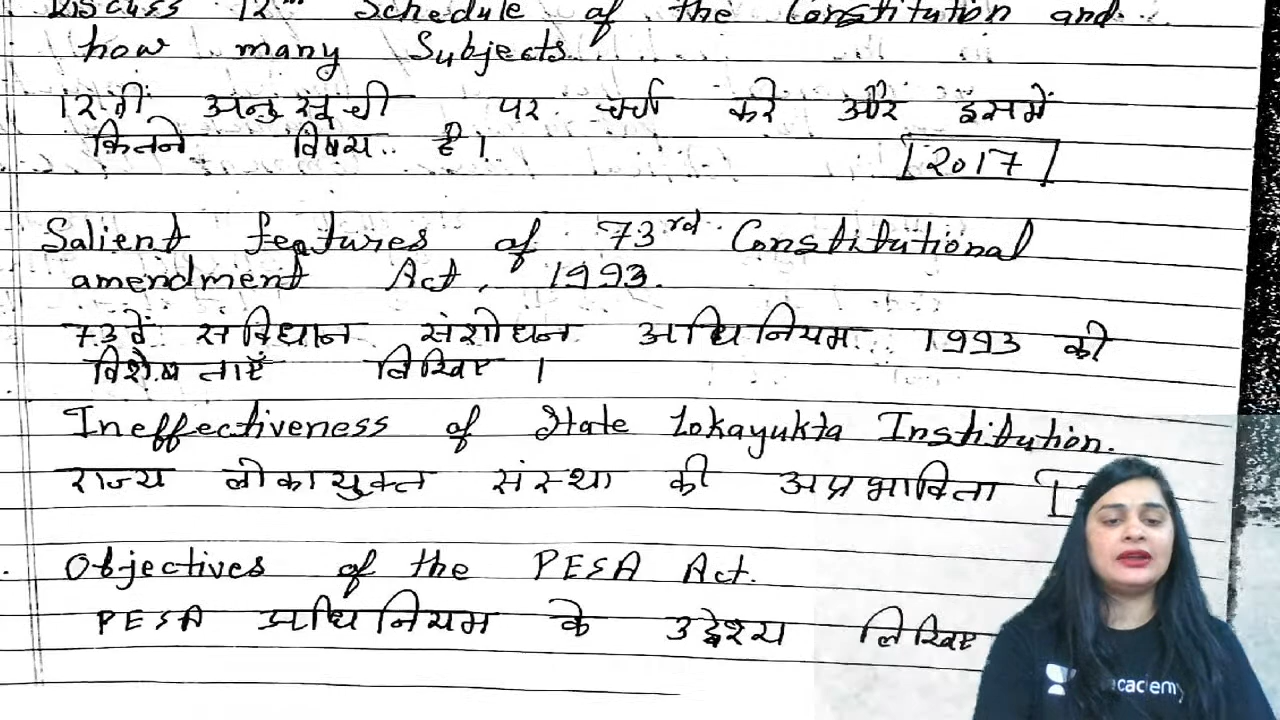 Discuss 12th Schedule of the Constitution and
how many Subjects.
12वीं अनुसूची पर चर्चा करें और इसमें
कितने विषय है।
[2017]
Salient features of 73rd Constitutional
amendment Act, 1993.
73वें संविधान संशोधन अधिनियम 1993 की
विशेषताएँ लिखिए।
Ineffectiveness of State Lokayukta Institution.
राज्य लोकायुक्त संस्था की अप्रभाविता
Objectives of the PESA Act.
PESA अधिनियम के उद्देश्य लिखिए
academy